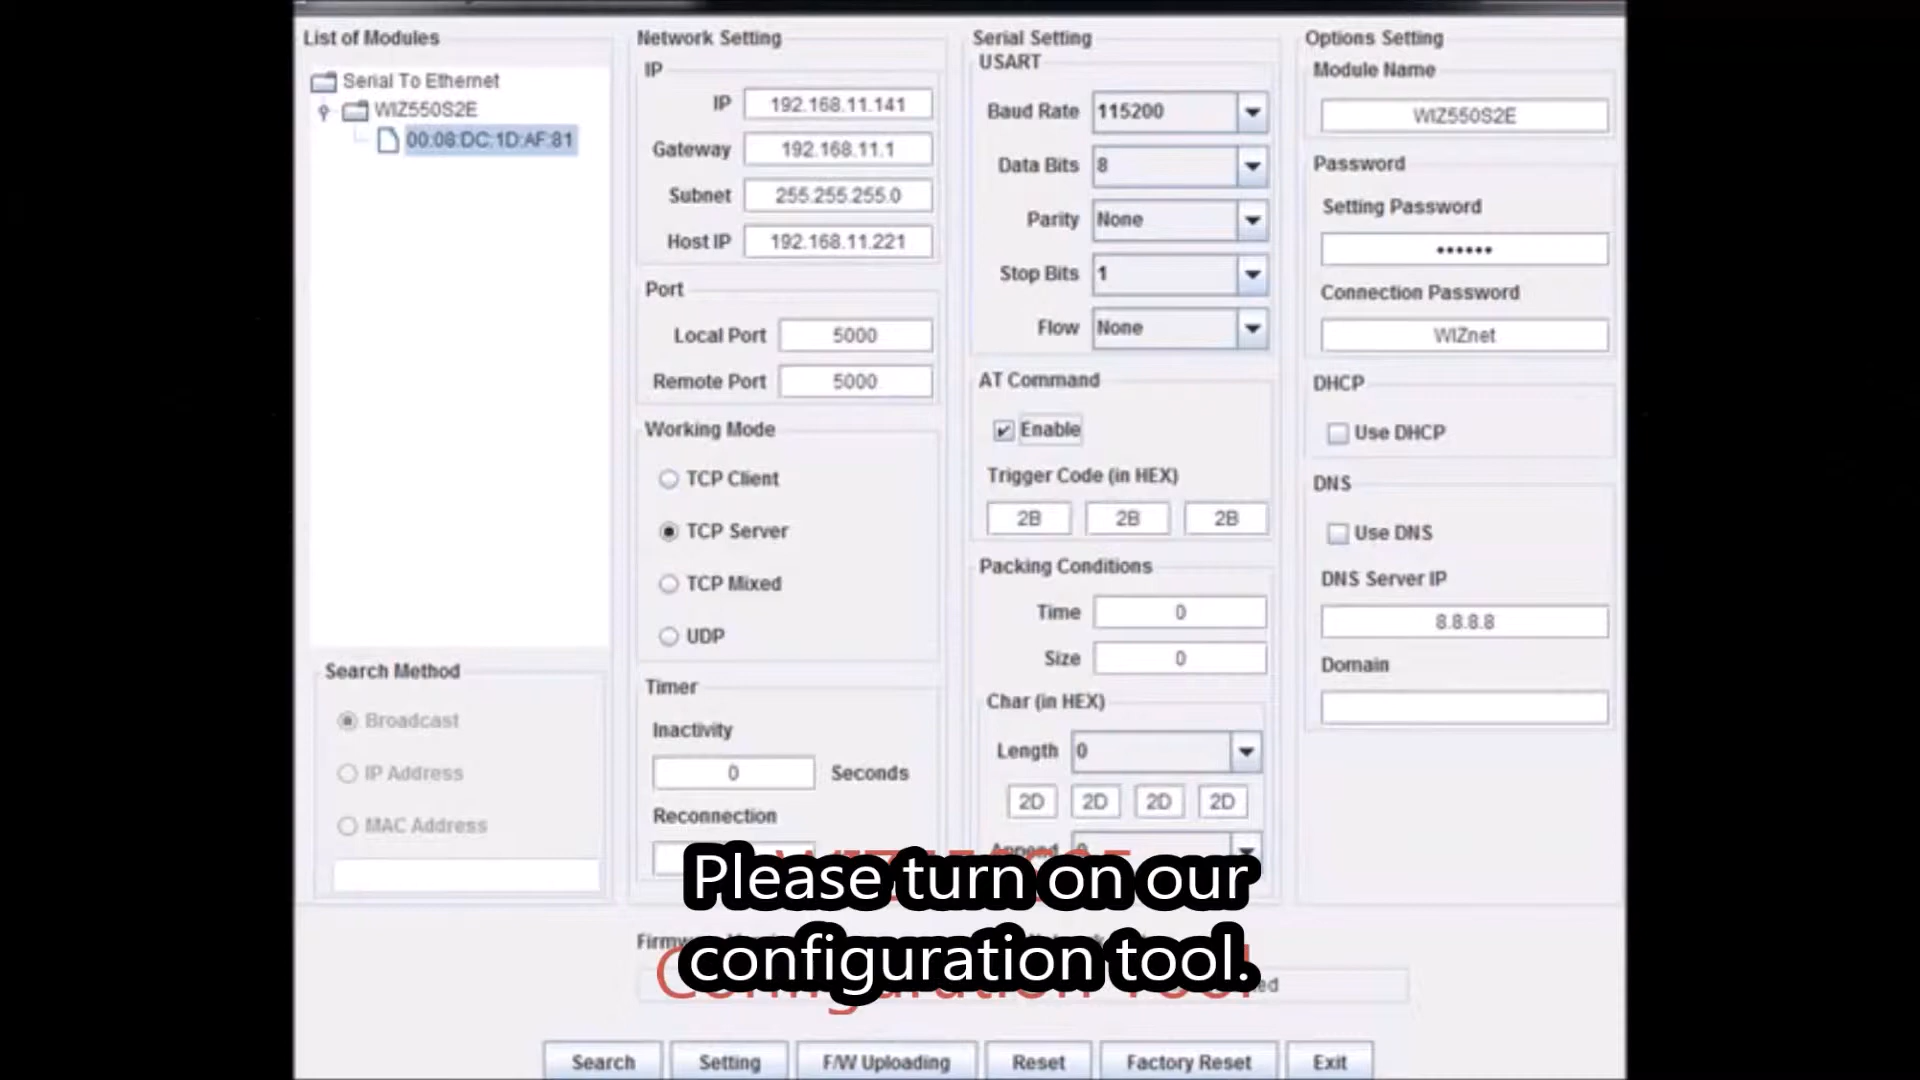 List of Modules
Serial To Ethernet
WIZ550S2E
00:08:DC:1D:AF:81
Search Method
Broadcast
IP Address
MAC Address
Network Setting
IP
IP 192.168.11.141
Gateway 192.168.11.1
Subnet 255.255.255.0
Host IP 192.168.11.221
Port
Local Port 5000
Remote Port 5000
Working Mode
TCP Client
TCP Server
TCP Mixed
UDP
Timer
Inactivity
0 Seconds
Reconnection
Serial Setting
USART
Baud Rate 115200
Data Bits 8
Parity None
Stop Bits 1
Flow None
AT Command
Enable
Trigger Code (in HEX)
2B 2B 2B
Packing Conditions
Time 0
Size 0
Char (in HEX)
Length 0
2D 2D 2D 2D
Append 0
Options Setting
Module Name
WIZ550S2E
Password
Setting Password
••••••
Connection Password
WIZnet
DHCP
Use DHCP
DNS
Use DNS
DNS Server IP
8.8.8.8
Domain
Please turn on our
configuration tool.
Configuration Tool
Search Setting F/W Uploading Reset Factory Reset Exit